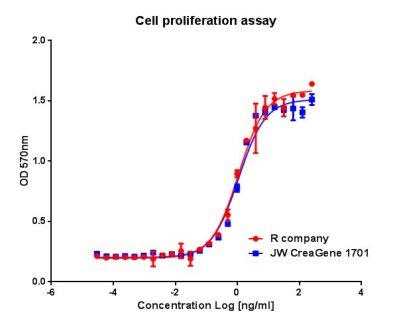 Cell proliferation assay
2.0
1.5
1.0
0.5
0.0
OD 570nm
R company
JW CreaGene 1701
-6 -4 -2 0 2 4
Concentration Log [ng/ml]